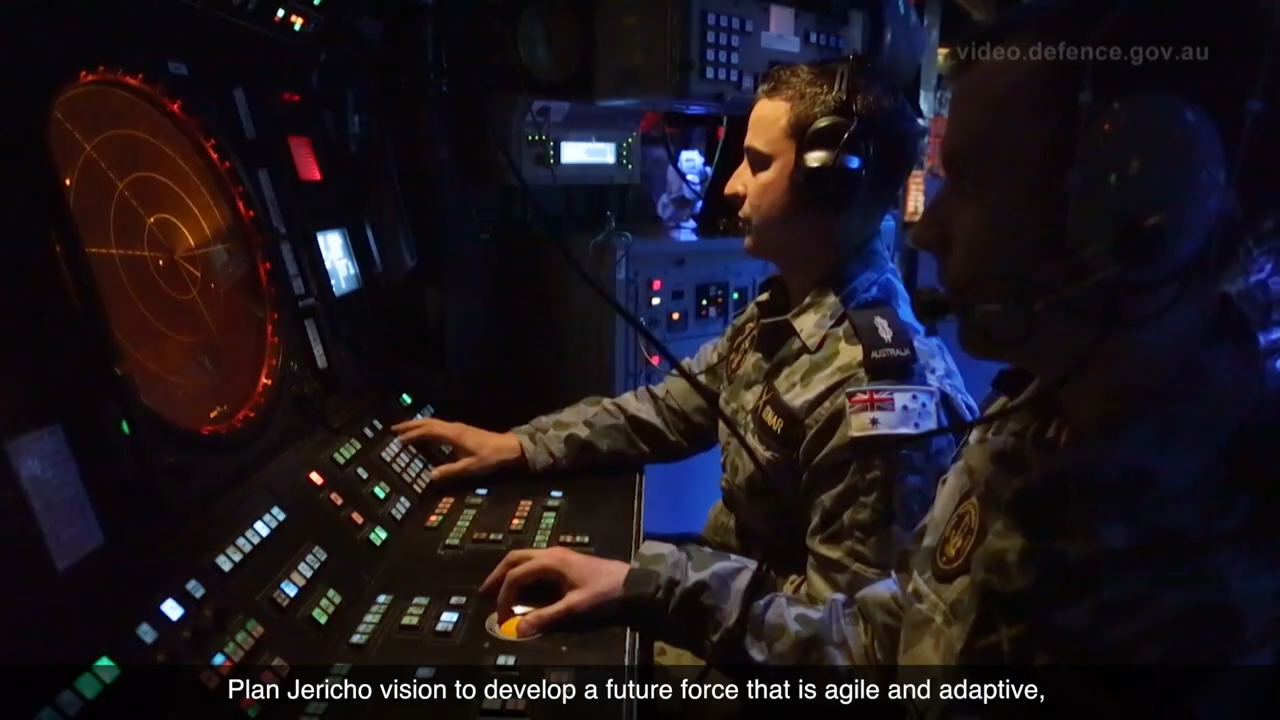 video.defence.gov.au
AUSTRALIA
Plan Jericho vision to develop a future force that is agile and adaptive,